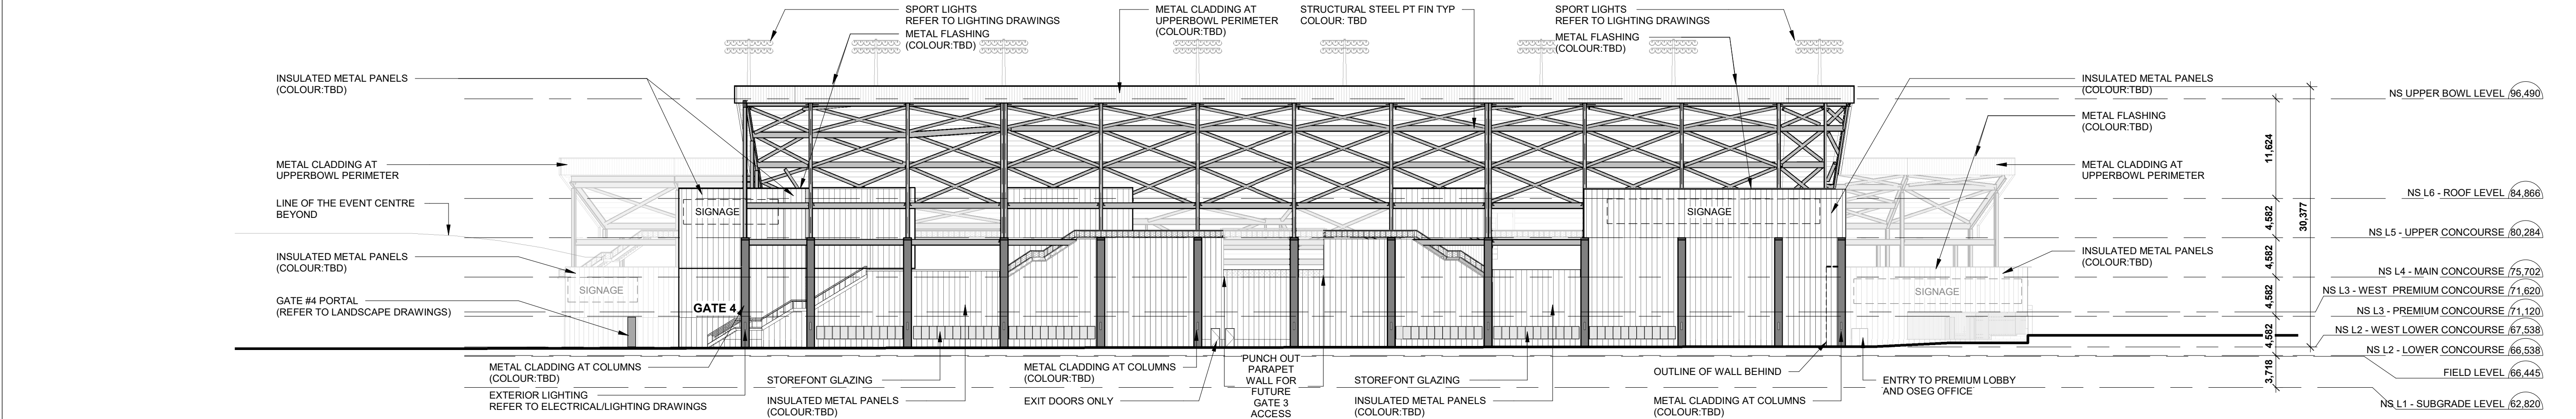 SPORT LIGHTS
REFER TO LIGHTING DRAWINGS
METAL FLASHING
(COLOUR:TBD)
METAL CLADDING AT
UPPERBOWL PERIMETER
(COLOUR:TBD)
STRUCTURAL STEEL PT FIN TYP
COLOUR: TBD
SPORT LIGHTS
REFER TO LIGHTING DRAWINGS
METAL FLASHING
(COLOUR:TBD)
INSULATED METAL PANELS
(COLOUR:TBD)
METAL CLADDING AT
UPPERBOWL PERIMETER
LINE OF THE EVENT CENTRE
BEYOND
INSULATED METAL PANELS
(COLOUR:TBD)
GATE #4 PORTAL
(REFER TO LANDSCAPE DRAWINGS)
SIGNAGE
SIGNAGE
GATE 4
SIGNAGE
SIGNAGE
INSULATED METAL PANELS
(COLOUR:TBD)
METAL FLASHING
(COLOUR:TBD)
METAL CLADDING AT
UPPERBOWL PERIMETER
INSULATED METAL PANELS
(COLOUR:TBD)
METAL CLADDING AT COLUMNS
(COLOUR:TBD)
EXTERIOR LIGHTING
REFER TO ELECTRICAL/LIGHTING DRAWINGS
STOREFONT GLAZING
INSULATED METAL PANELS
(COLOUR:TBD)
METAL CLADDING AT COLUMNS
(COLOUR:TBD)
EXIT DOORS ONLY
PUNCH OUT
PARAPET
WALL FOR
FUTURE
GATE 3
ACCESS
STOREFONT GLAZING
INSULATED METAL PANELS
(COLOUR:TBD)
OUTLINE OF WALL BEHIND
METAL CLADDING AT COLUMNS
(COLOUR:TBD)
ENTRY TO PREMIUM LOBBY
AND OSEG OFFICE
11,624
4,582
4,582
4,582
4,582
3,718
30,377
NS UPPER BOWL LEVEL 96,490
NS L6 - ROOF LEVEL 84,866
NS L5 - UPPER CONCOURSE 80,284
NS L4 - MAIN CONCOURSE 75,702
NS L3 - WEST PREMIUM CONCOURSE 71,620
NS L3 - PREMIUM CONCOURSE 71,120
NS L2 - WEST LOWER CONCOURSE 67,538
NS L2 - LOWER CONCOURSE 66,538
FIELD LEVEL 66,445
NS L1 - SUBGRADE LEVEL 62,820